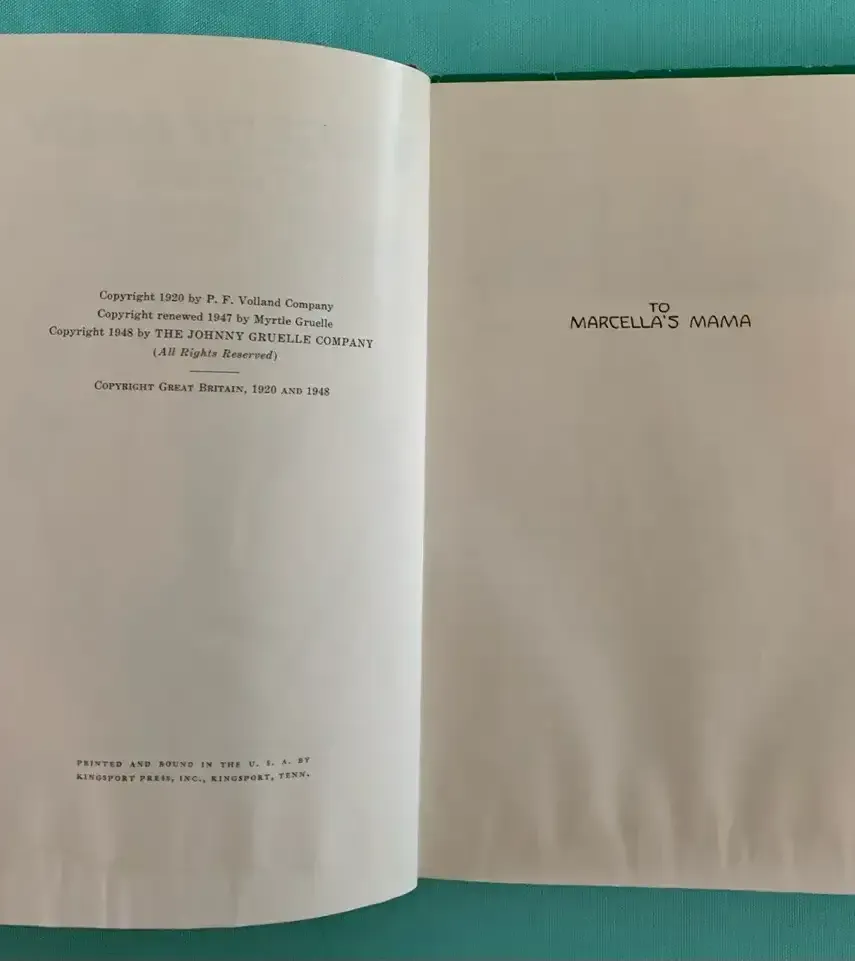 Copyright 1920 by P. F. Volland Company
Copyright renewed 1947 by Myrtle Gruelle
Copyright 1948 by THE JOHNNY GRUELLE COMPANY
(All Rights Reserved)
COPYRIGHT GREAT BRITAIN, 1920 AND 1948
PRINTED AND BOUND IN THE U. S. A. BY
KINGSPORT PRESS, INC., KINGSPORT, TENN.
TO
MARCELLA'S MAMA